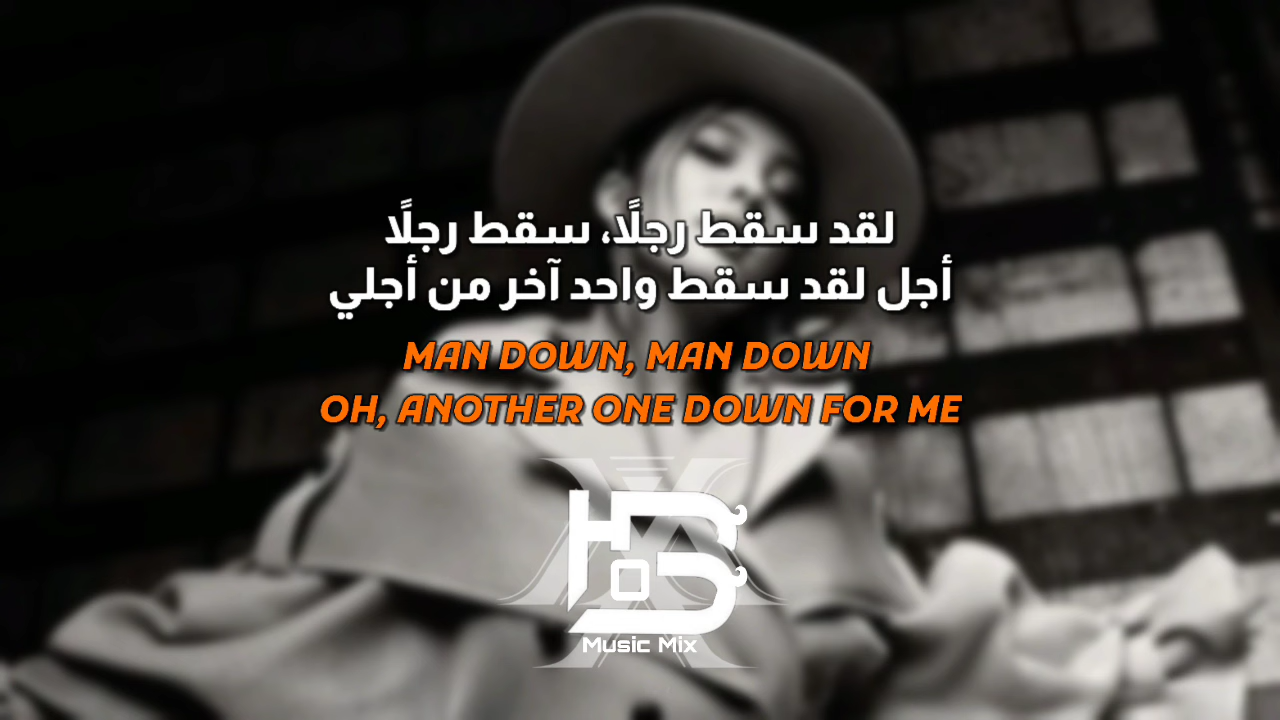 لقد سقط رجلًا، سقط رجلًا
أجل لقد سقط واحد آخر من أجلي
MAN DOWN, MAN DOWN
OH, ANOTHER ONE DOWN FOR ME
HoB
Music Mix